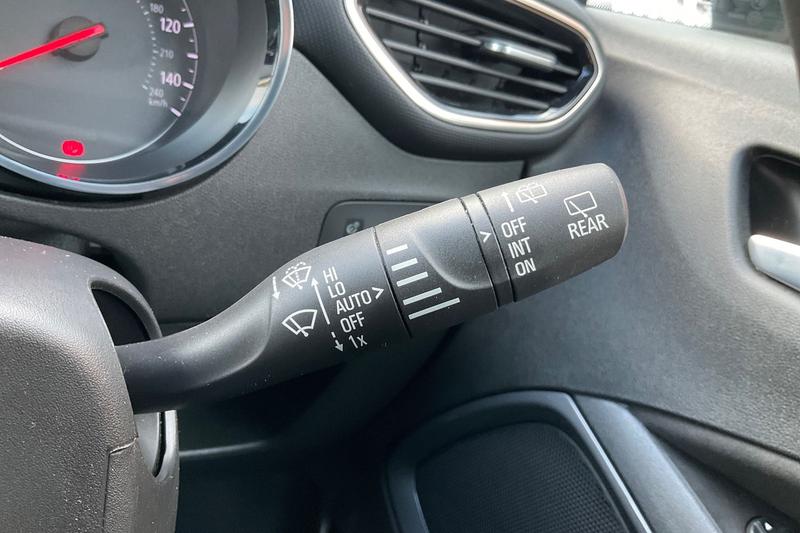 180
120
210
140
240
km/h
OFF
INT
ON
REAR
HI
LO
AUTO >
OFF
1x